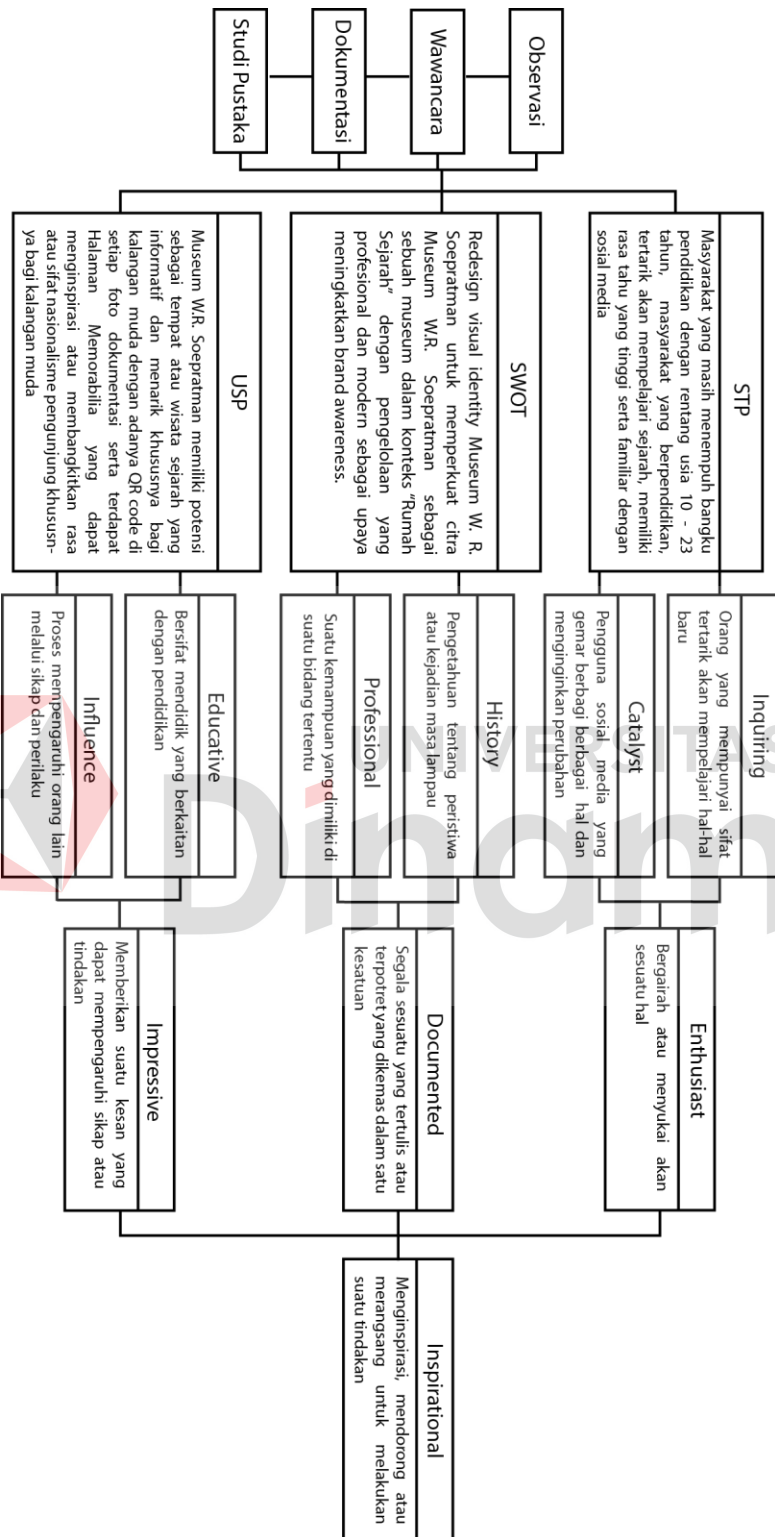 Observasi
Wawancara
Dokumentasi
Studi Pustaka
STP
Masyarakat yang masih menempuh bangku
pendidikan dengan rentang usia 10 - 23
tahun, masyarakat yang berpendidikan,
tertarik akan mempelajari sejarah, memiliki
rasa tahu yang tinggi serta familiar dengan
sosial media
SWOT
Redesign visual identity Museum W. R.
Soepratman untuk memperkuat citra
Museum W.R. Soepratman sebagai
sebuah museum dalam konteks "Rumah
Sejarah" dengan pengelolaan yang
profesional dan modern sebagai upaya
meningkatkan brand awareness.
USP
Museum W.R. Soepratman memiliki potensi
sebagai tempat atau wisata sejarah yang
informatif dan menarik khususnya bagi
kalangan muda dengan adanya QR code di
setiap foto dokumentasi serta terdapat
Halaman Memorabilia yang dapat
menginspirasi atau membangkitkan rasa
atau sifat nasionalisme pengunjung khususn-
ya bagi kalangan muda
Inquiring
Orang yang mempunyai sifat
tertarik akan mempelajari hal-hal
baru
Catalyst
Pengguna sosial media yang
gemar berbagi berbagai hal dan
menginginkan perubahan
History
Pengetahuan tentang peristiwa
atau kejadian masa lampau
Professional
Suatu kemampuan yang dimiliki di
suatu bidang tertentu
Educative
Bersifat mendidik yang berkaitan
dengan pendidikan
Influence
Proses mempengaruhi orang lain
melalui sikap dan perilaku
Enthusiast
Bergairah atau menyukai akan
sesuatu hal
Documented
Segala sesuatu yang tertulis atau
terpotret yang dikemas dalam satu
kesatuan
Impressive
Memberikan suatu kesan yang
dapat mempengaruhi sikap atau
tindakan
Inspirational
Menginspirasi, mendorong atau
merangsang untuk melakukan
suatu tindakan
UNIVERSITAS